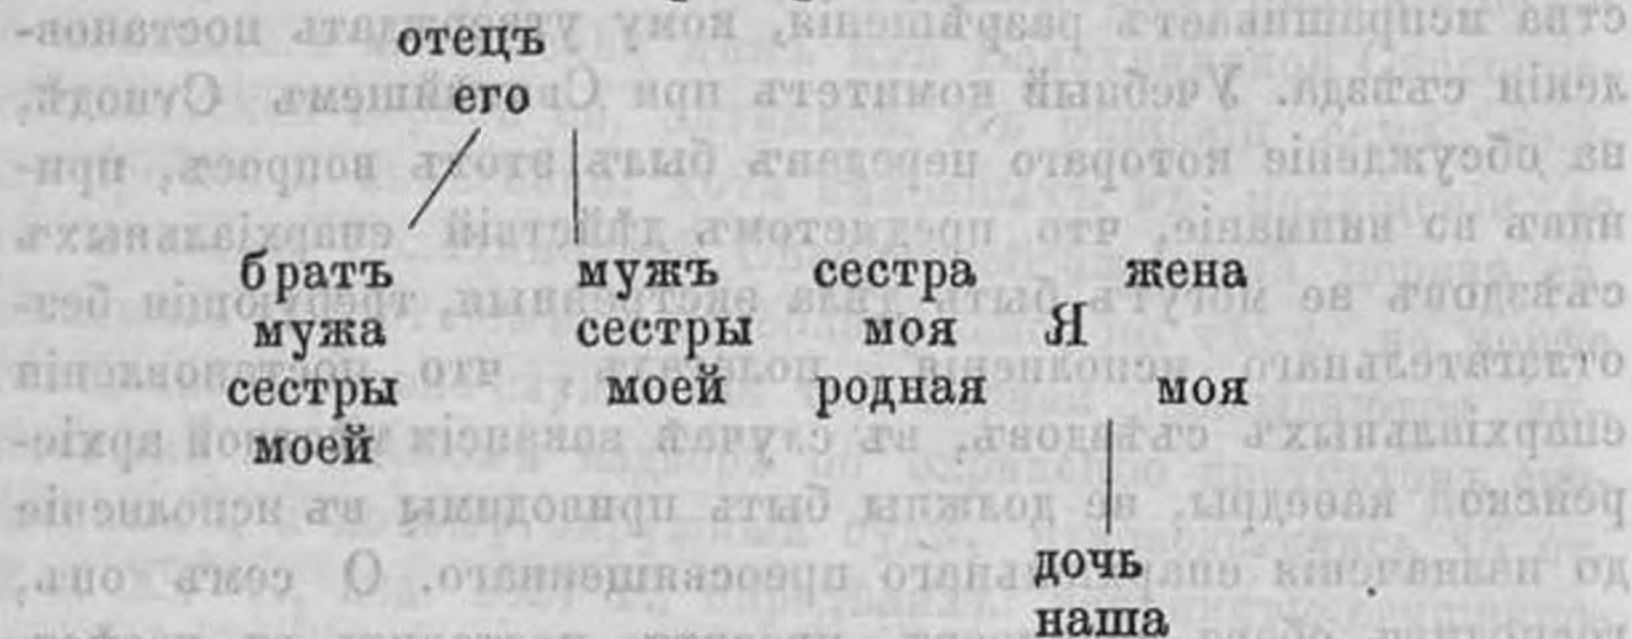 отецъ
его
братъ мужъ сестра жена
мужа сестры моя Я
сестры моей родная моя
моей
дочь
наша